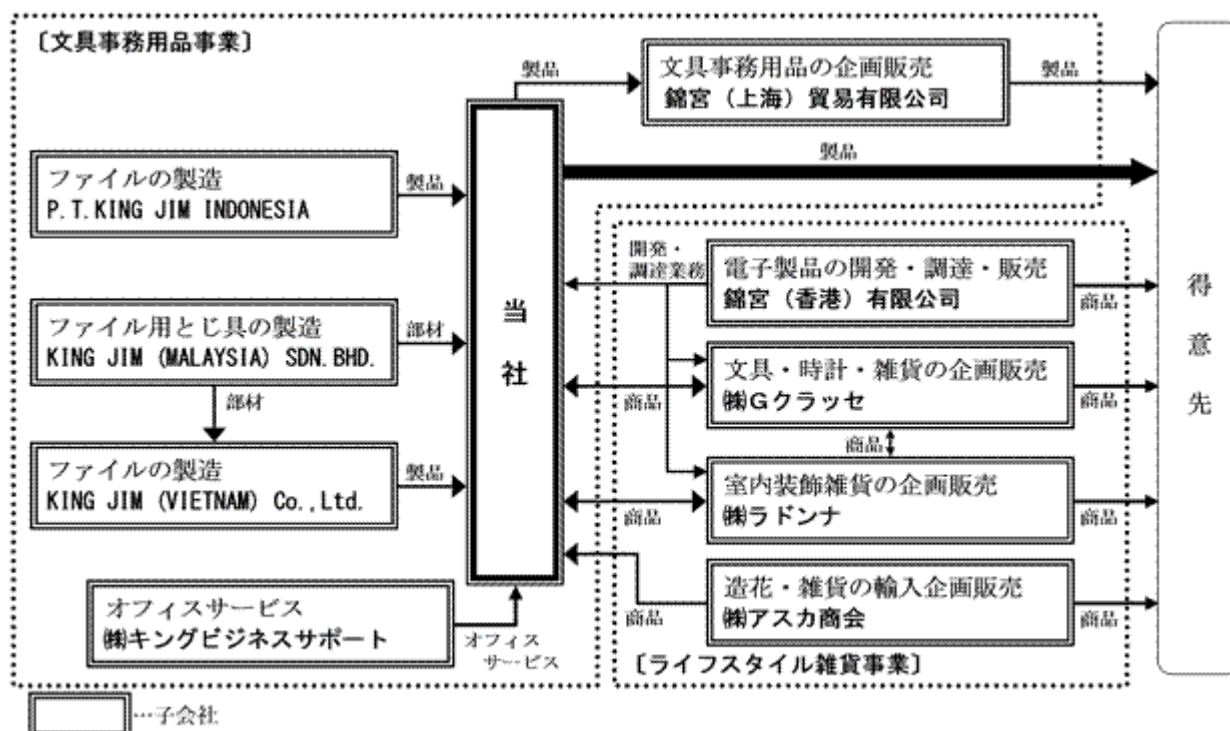 〔文具事務用品事業〕
製品
文具事務用品の企画販売
錦宮（上海）貿易有限公司
製品
製品
ファイルの製造
P.T.KING JIM INDONESIA
製品
開発・
調達業務
電子製品の開発・調達・販売
錦宮（香港）有限公司
商品
ファイル用とじ具の製造
KING JIM (MALAYSIA) SDN.BHD.
部材
当社
得意先
文具・時計・雑貨の企画販売
㈱Gクラッセ
商品
商品
部材
商品
ファイルの製造
KING JIM (VIETNAM) Co.,Ltd.
製品
室内装飾雑貨の企画販売
㈱ラドンナ
商品
商品
オフィスサービス
㈱キングビジネスサポート
オフィス
サービス
造花・雑貨の輸入企画販売
㈱アスカ商会
商品
商品
〔ライフスタイル雑貨事業〕
…子会社